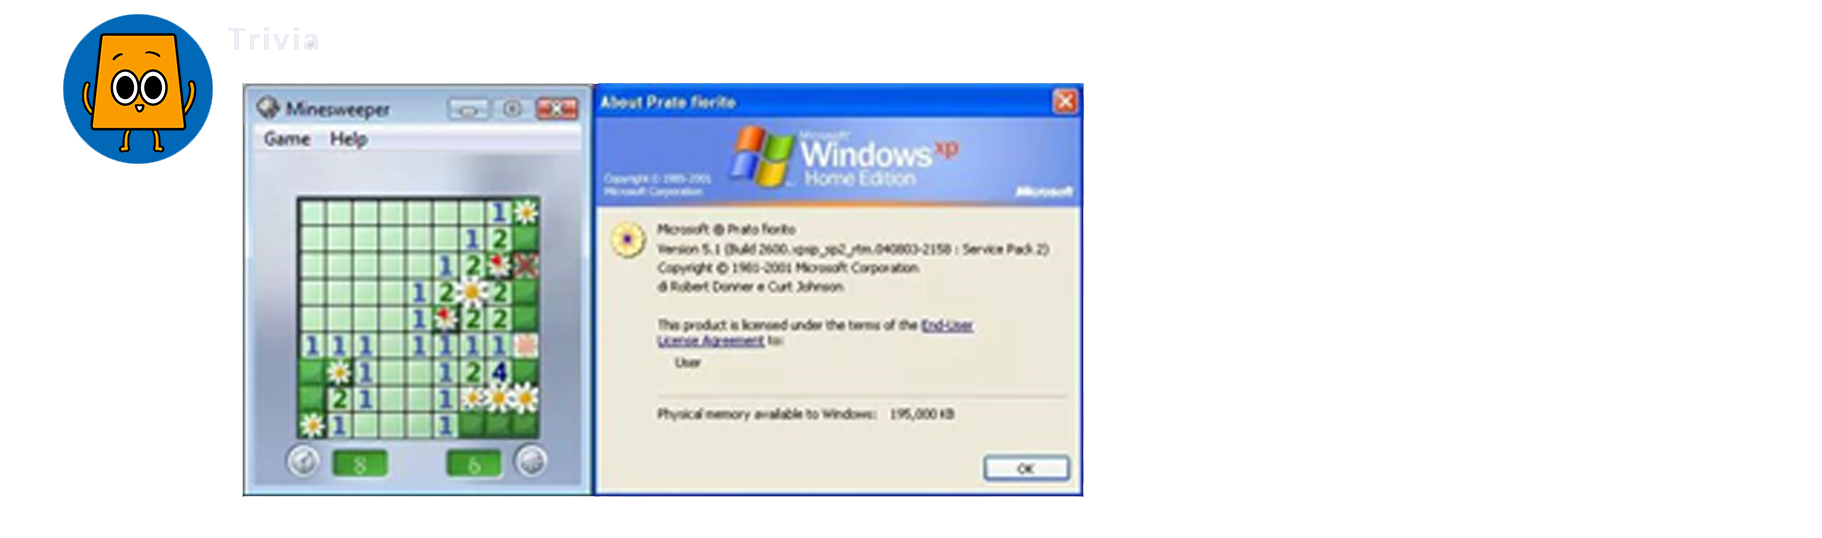 Trivia
Minesweeper
Game Help
1
1 2
1 2
1 2 2
1 2 2
1 1 1 1 1 1 1
1 1 2 4
2 1 1
1 1
8 6
About Prato fiorito
Microsoft
Windows xp
Home Edition
Copyright © 1985-2001
Microsoft Corporation
Microsoft
Microsoft ® Prato fiorito
Version 5.1 (Build 2600.xpsp_sp2_rtm.040803-2158 : Service Pack 2)
Copyright © 1981-2001 Microsoft Corporation
di Robert Donner e Curt Johnson
This product is licensed under the terms of the End-User
License Agreement to:
User
Physical memory available to Windows: 195,000 KB
OK